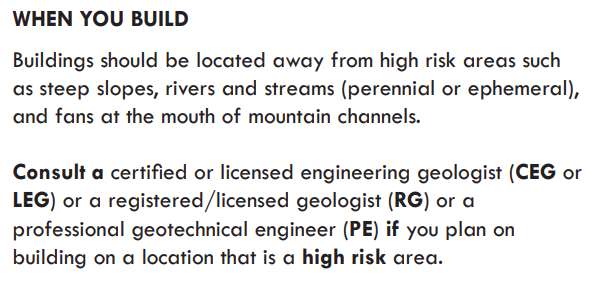 WHEN YOU BUILD
Buildings should be located away from high risk areas such
as steep slopes, rivers and streams (perennial or ephemeral),
and fans at the mouth of mountain channels.
Consult a certified or licensed engineering geologist (CEG or
LEG) or a registered/licensed geologist (RG) or a
professional geotechnical engineer (PE) if you plan on
building on a location that is a high risk area.